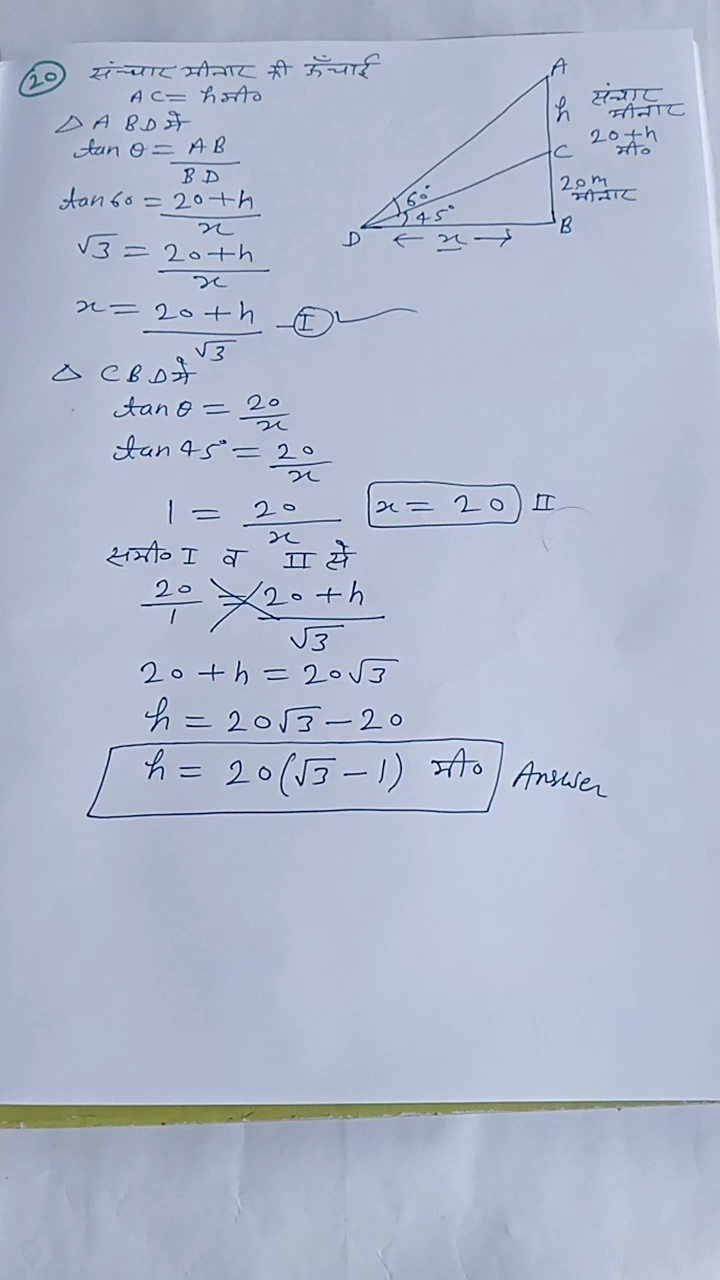 20 संचार मीनार की ऊँचाई
AC = h मी०
△ A BD में
tan θ = AB / BD
tan 60 = 20+h / x
√3 = 20+h / x
x = 20+h / √3 — I
△ CBD में
tan θ = 20 / x
tan 45° = 20 / x
1 = 20 / x   x = 20 II
समी० I व II से
20 / 1 = 20+h / √3
20+h = 20√3
h = 20√3 - 20
h = 20(√3 - 1) मी० Answer
A
h संचार मीनार
20+h मी०
C
20m मीनार
60°
45°
D ← x → B